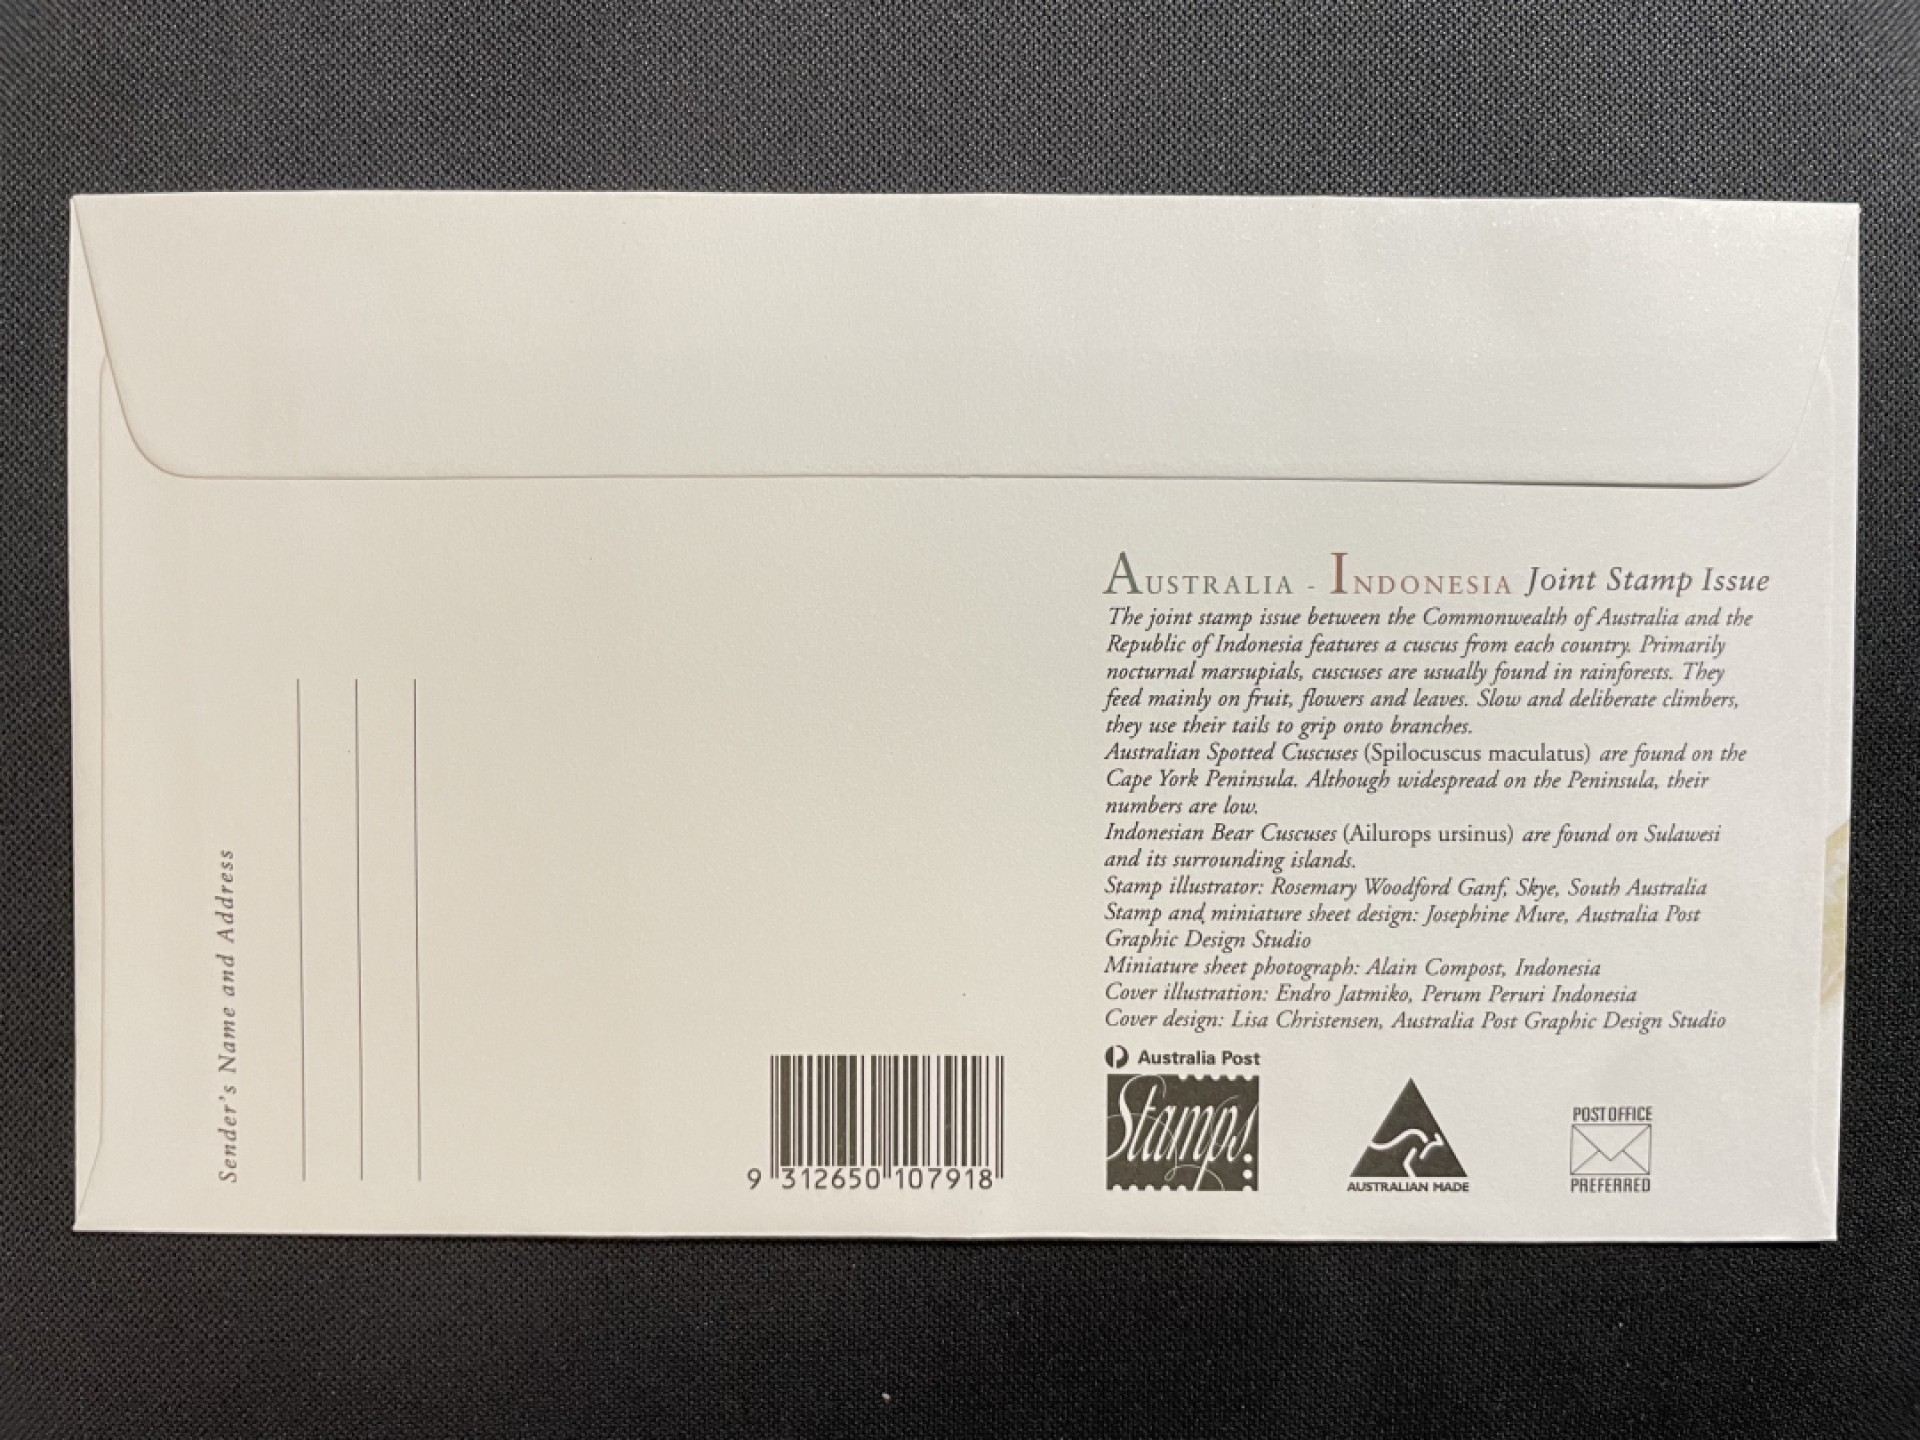 AUSTRALIA - INDONESIA Joint Stamp Issue
The joint stamp issue between the Commonwealth of Australia and the
Republic of Indonesia features a cuscus from each country. Primarily
nocturnal marsupials, cuscuses are usually found in rainforests. They
feed mainly on fruit, flowers and leaves. Slow and deliberate climbers,
they use their tails to grip onto branches.
Australian Spotted Cuscuses (Spilocuscus maculatus) are found on the
Cape York Peninsula. Although widespread on the Peninsula, their
numbers are low.
Indonesian Bear Cuscuses (Ailurops ursinus) are found on Sulawesi
and its surrounding islands.
Stamp illustrator: Rosemary Woodford Ganf, Skye, South Australia
Stamp and miniature sheet design: Josephine Mure, Australia Post
Graphic Design Studio
Miniature sheet photograph: Alain Compost, Indonesia
Cover illustration: Endro Jatmiko, Perum Peruri Indonesia
Cover design: Lisa Christensen, Australia Post Graphic Design Studio
Australia Post
Stamps
AUSTRALIAN MADE
POST OFFICE
PREFERRED
9 312650 107918
Sender's Name and Address